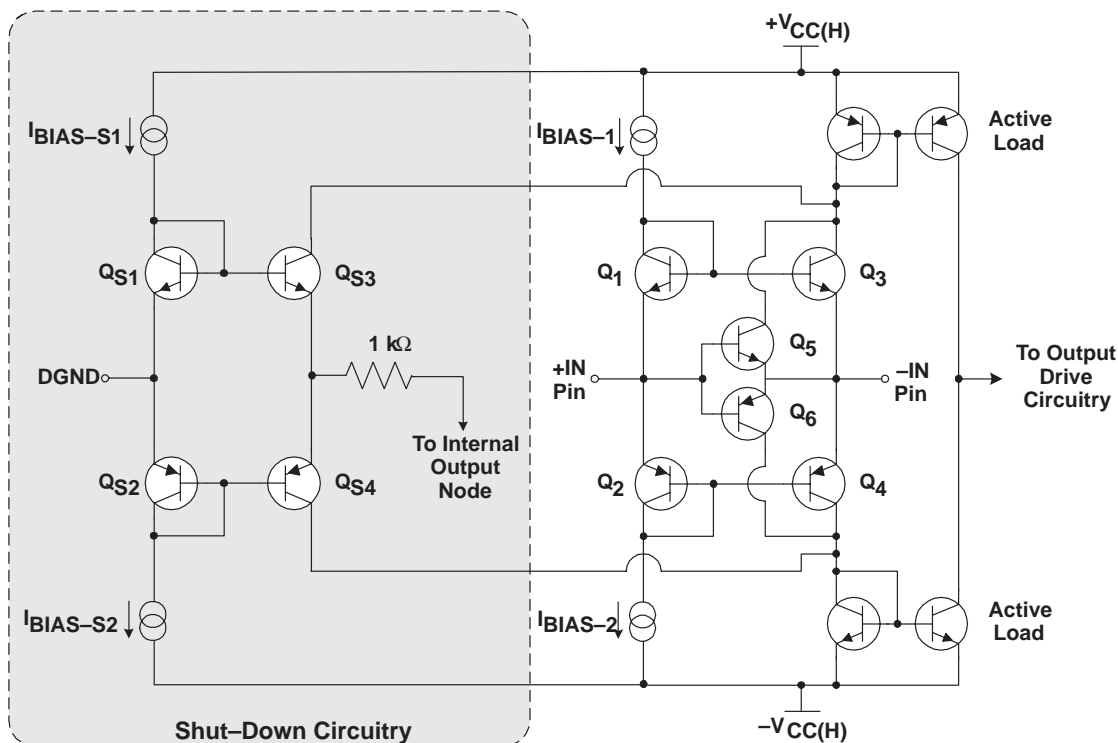 +VCC(H)
IBIAS–S1
IBIAS–1
Active
Load
QS1
QS3
Q1
Q3
1 kΩ
Q5
DGND
+IN
Pin
–IN
Pin
To Output
Drive
Circuitry
Q6
To Internal
Output
Node
QS2
QS4
Q2
Q4
IBIAS–S2
IBIAS–2
Active
Load
Shut–Down Circuitry
–VCC(H)